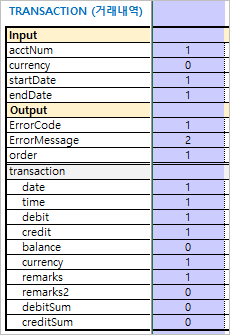 TRANSACTION (거래내역)
Input
acctNum 1
currency 0
startDate 1
endDate 1
Output
ErrorCode 1
ErrorMessage 2
order 1
transaction
date 1
time 1
debit 1
credit 1
balance 0
currency 1
remarks 1
remarks2 0
debitSum 0
creditSum 0